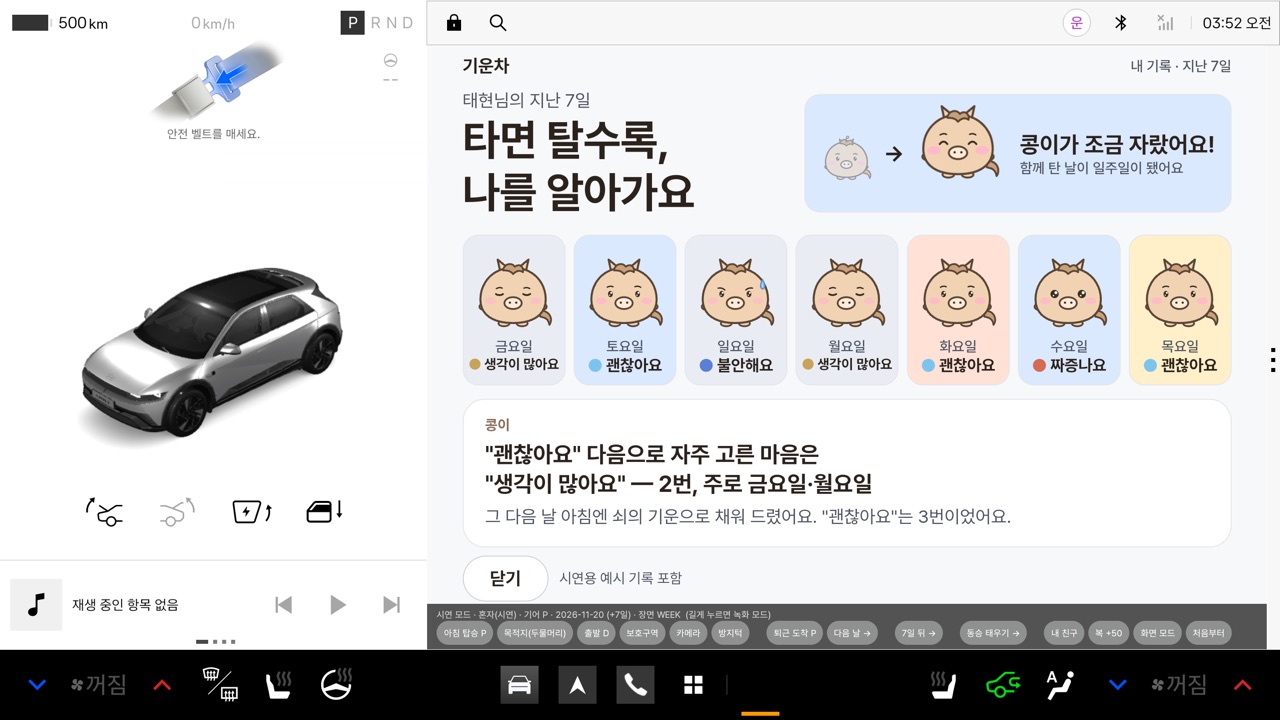 500 km
0 km/h
P R N D
운
03:52 오전
안전 벨트를 매세요.
기운차
내 기록 · 지난 7일
태현님의 지난 7일
타면 탈수록,
나를 알아가요
콩이가 조금 자랐어요!
함께 탄 날이 일주일이 됐어요
금요일
생각이 많아요
토요일
괜찮아요
일요일
불안해요
월요일
생각이 많아요
화요일
괜찮아요
수요일
짜증나요
목요일
괜찮아요
콩이
"괜찮아요" 다음으로 자주 고른 마음은
"생각이 많아요" — 2번, 주로 금요일·월요일
그 다음 날 아침엔 쇠의 기운으로 채워 드렸어요. "괜찮아요"는 3번이었어요.
닫기
시연용 예시 기록 포함
재생 중인 항목 없음
시연 모드 · 혼자(시연) · 기어 P · 2026-11-20 (+7일) · 장면 WEEK (길게 누르면 녹화 모드)
아침 탑승 P 목적지(두물머리) 출발 D 보호구역 카메라 방지턱 퇴근 도착 P 다음 날 → 7일 뒤 → 동승 태우기 → 내 친구 복 +50 화면 모드 처음부터
꺼짐
A
꺼짐